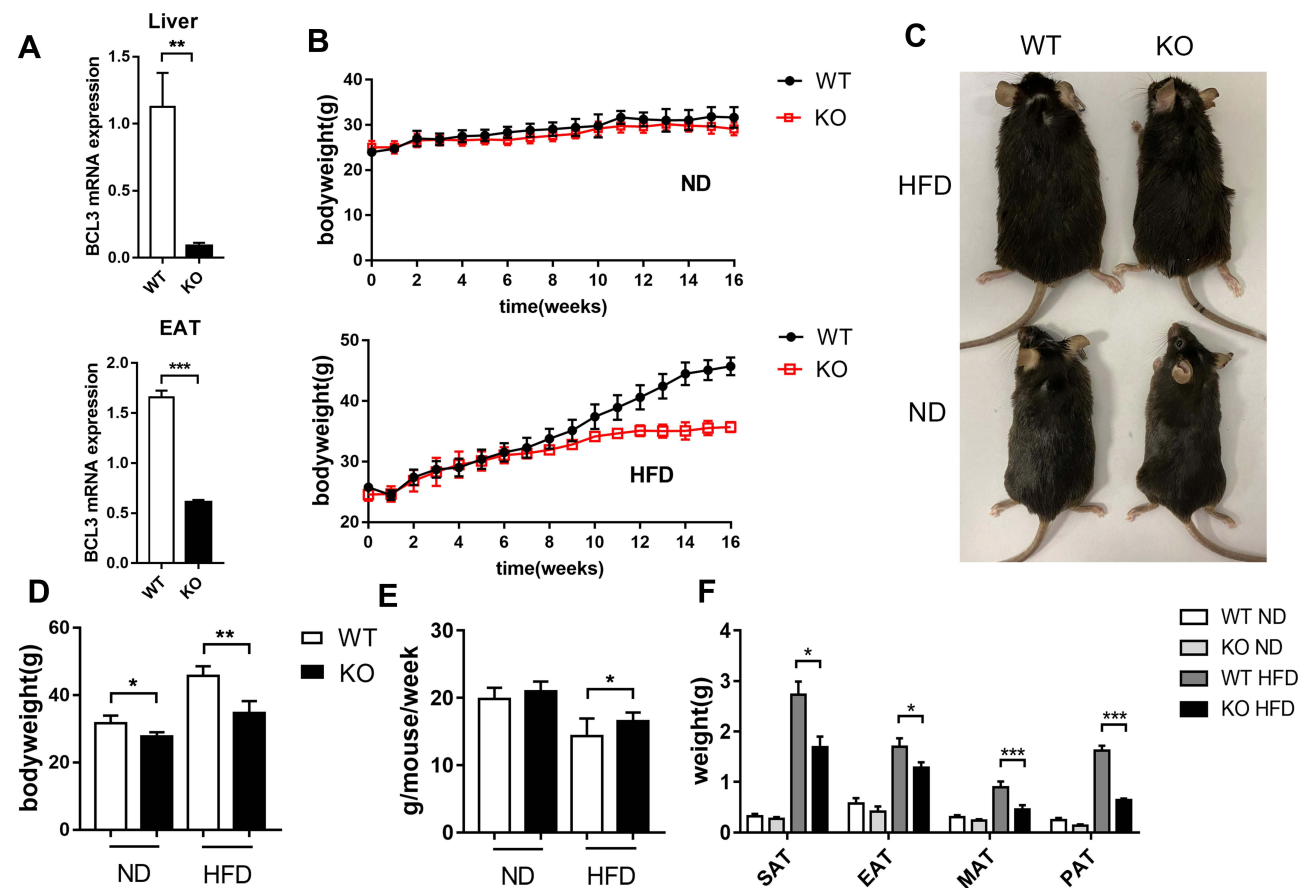 A
Liver
**
BCL3 mRNA expression
1.5
1.0
0.5
0.0
WT
KO
EAT
***
BCL3 mRNA expression
2.0
1.5
1.0
0.5
0.0
WT
KO
B
bodyweight(g)
40
30
20
10
0
0 2 4 6 8 10 12 14 16
time(weeks)
ND
WT
KO
bodyweight(g)
50
40
30
20
0 2 4 6 8 10 12 14 16
time(weeks)
HFD
WT
KO
C
WT KO
HFD
ND
D
bodyweight(g)
60
40
20
0
*
**
ND HFD
WT
KO
E
g/mouse/week
30
20
10
0
*
ND HFD
F
weight(g)
4
3
2
1
0
*
*
***
***
SAT EAT MAT PAT
WT ND
KO ND
WT HFD
KO HFD